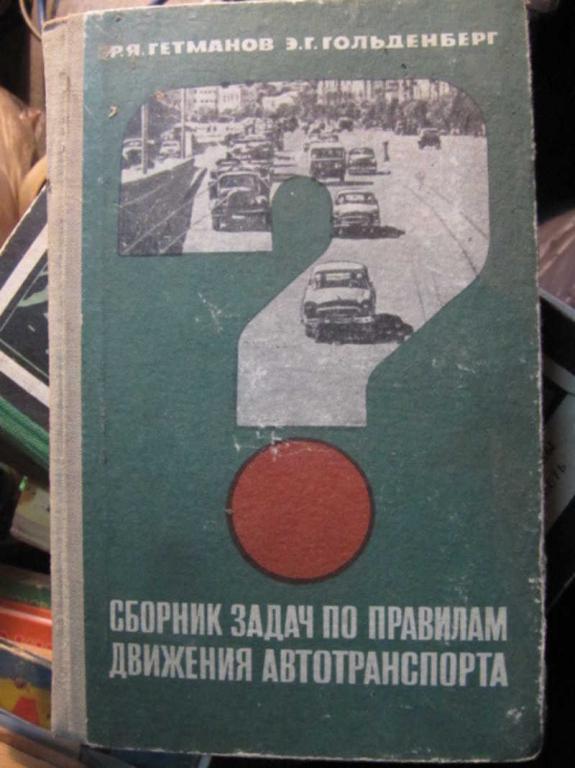 Р.Я.ГЕТМАНОВ Э.Г.ГОЛЬДЕНБЕРГ
СБОРНИК ЗАДАЧ ПО ПРАВИЛАМ
ДВИЖЕНИЯ АВТОТРАНСПОРТА